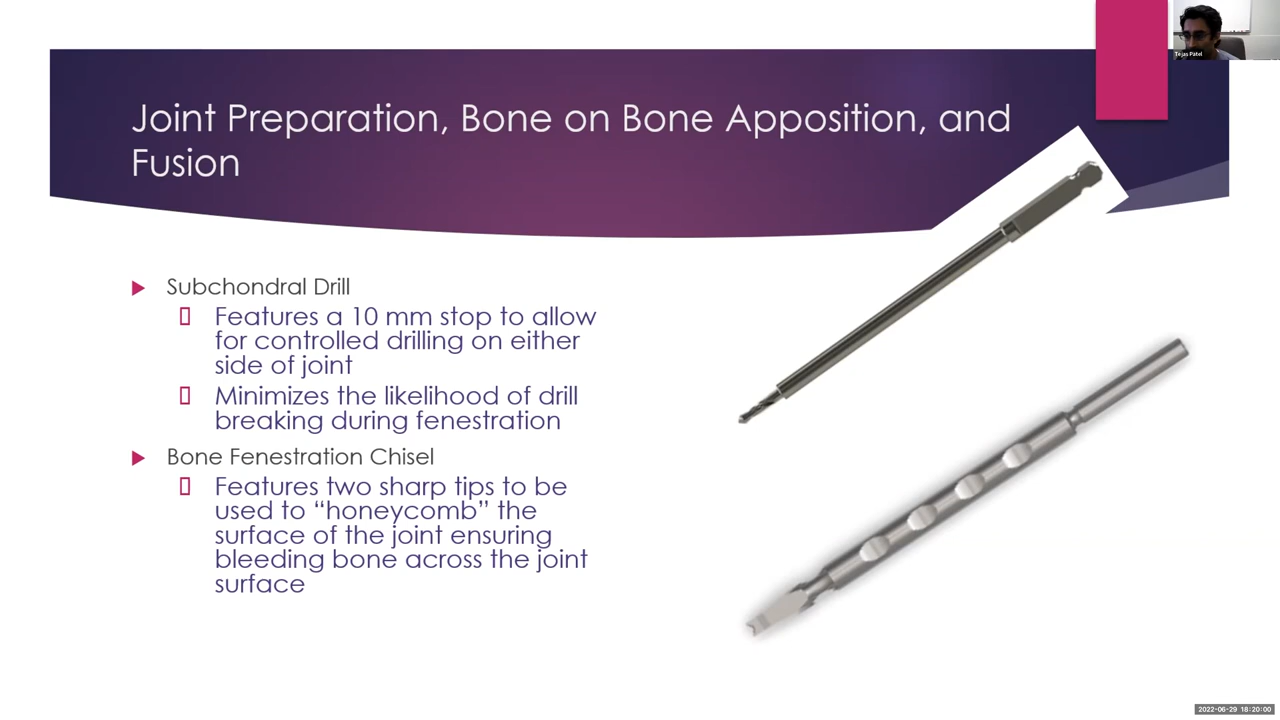 Tejas Patel
Joint Preparation, Bone on Bone Apposition, and
Fusion
Subchondral Drill
Features a 10 mm stop to allow
for controlled drilling on either
side of joint
Minimizes the likelihood of drill
breaking during fenestration
Bone Fenestration Chisel
Features two sharp tips to be
used to “honeycomb” the
surface of the joint ensuring
bleeding bone across the joint
surface
2022-06-29 18:20:00